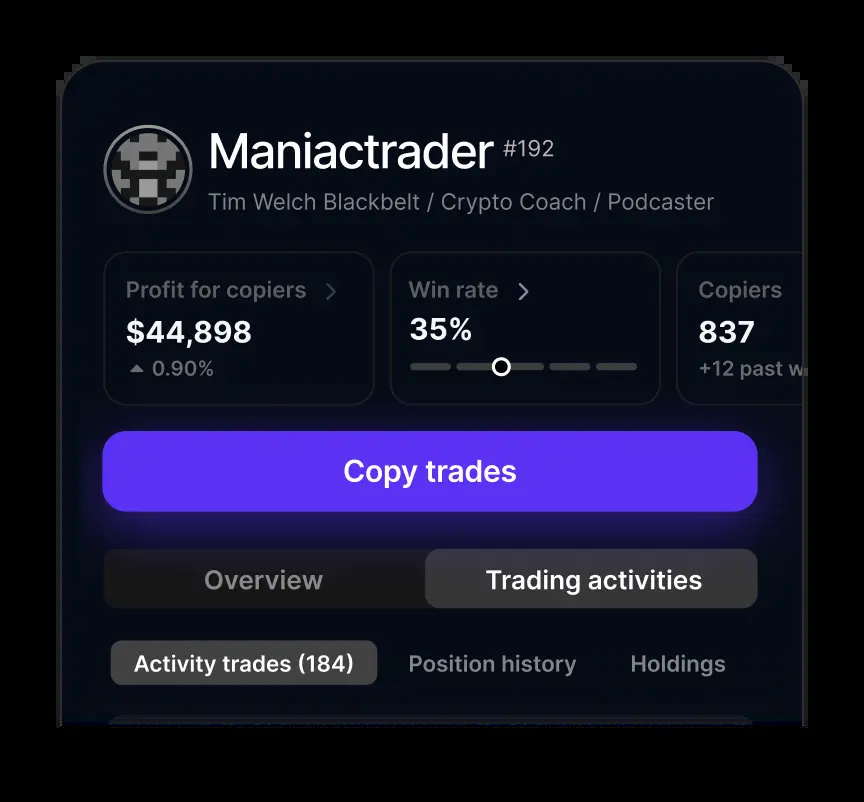 Maniactrader #192
Tim Welch Blackbelt / Crypto Coach / Podcaster
Profit for copiers
$44,898
0.90%
Win rate
35%
Copiers
837
+12 past
Copy trades
Overview
Trading activities
Activity trades (184)
Position history
Holdings